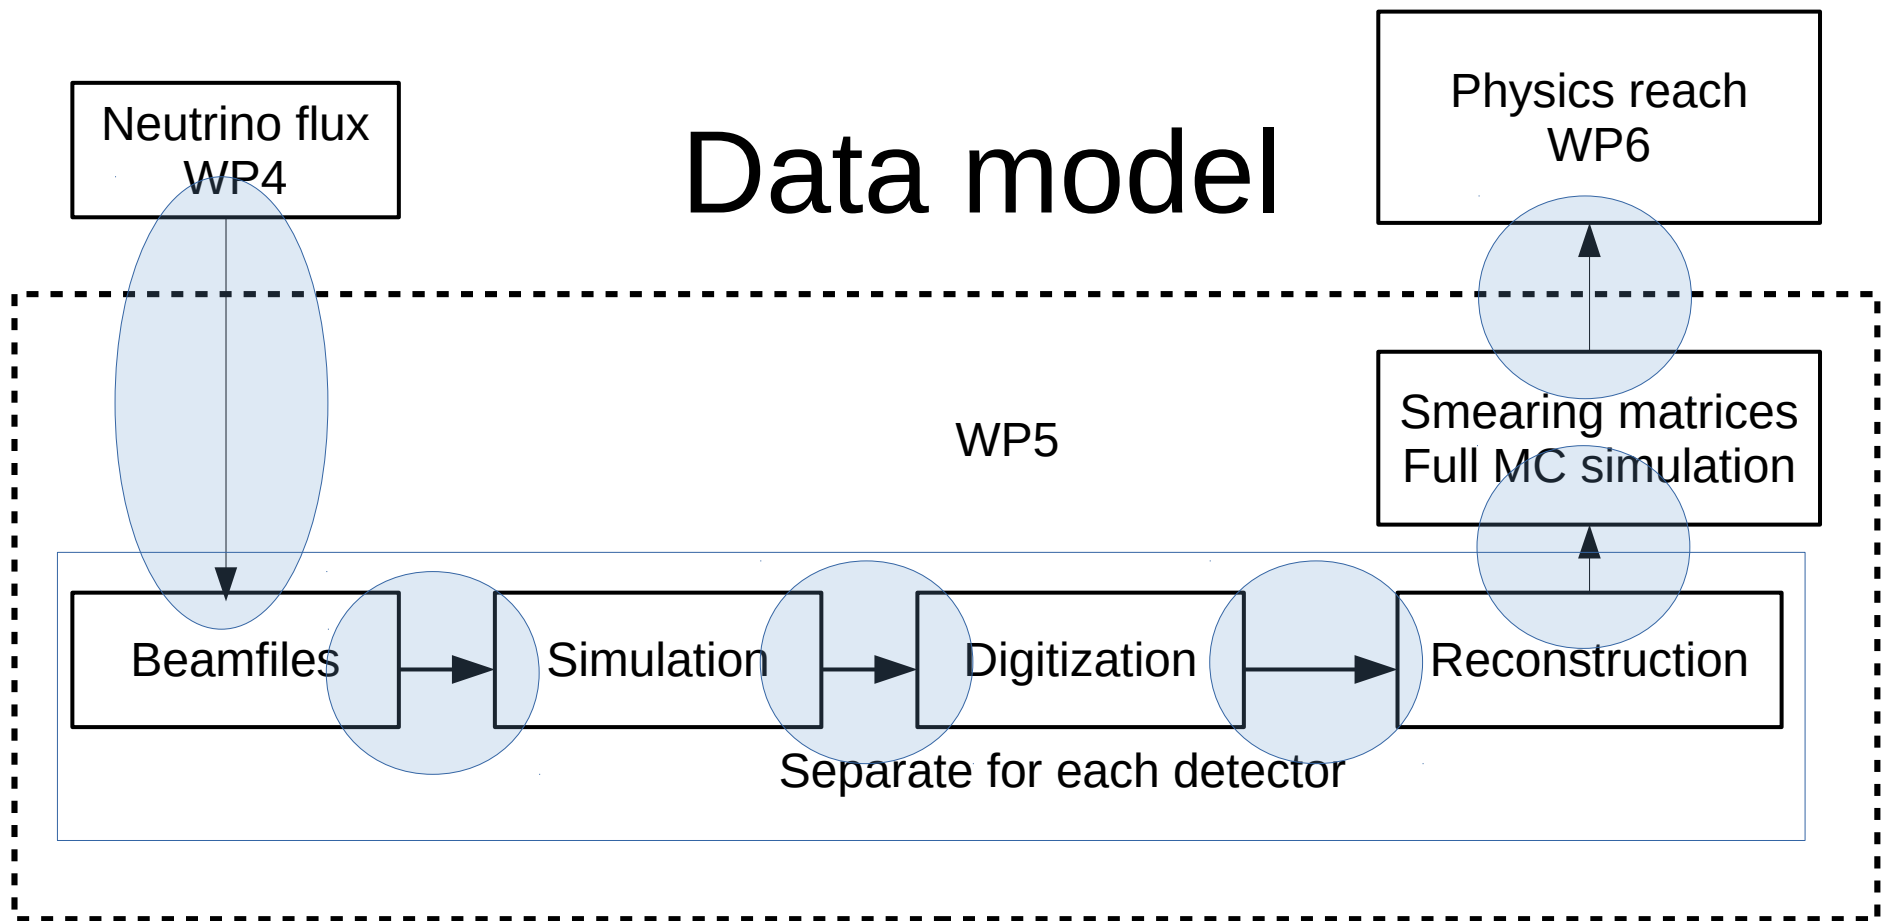 Neutrino flux
WP4
Data model
Physics reach
WP6
WP5
Smearing matrices
Full MC simulation
Beamfiles
Simulation
Digitization
Reconstruction
Separate for each detector